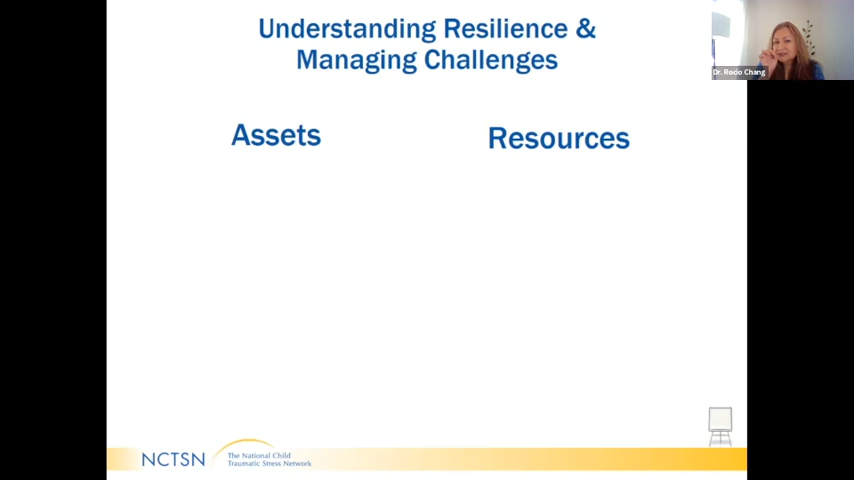 Understanding Resilience &
Managing Challenges
Dr. Rocio Chang
Assets
Resources
NCTSN
The National Child
Traumatic Stress Network